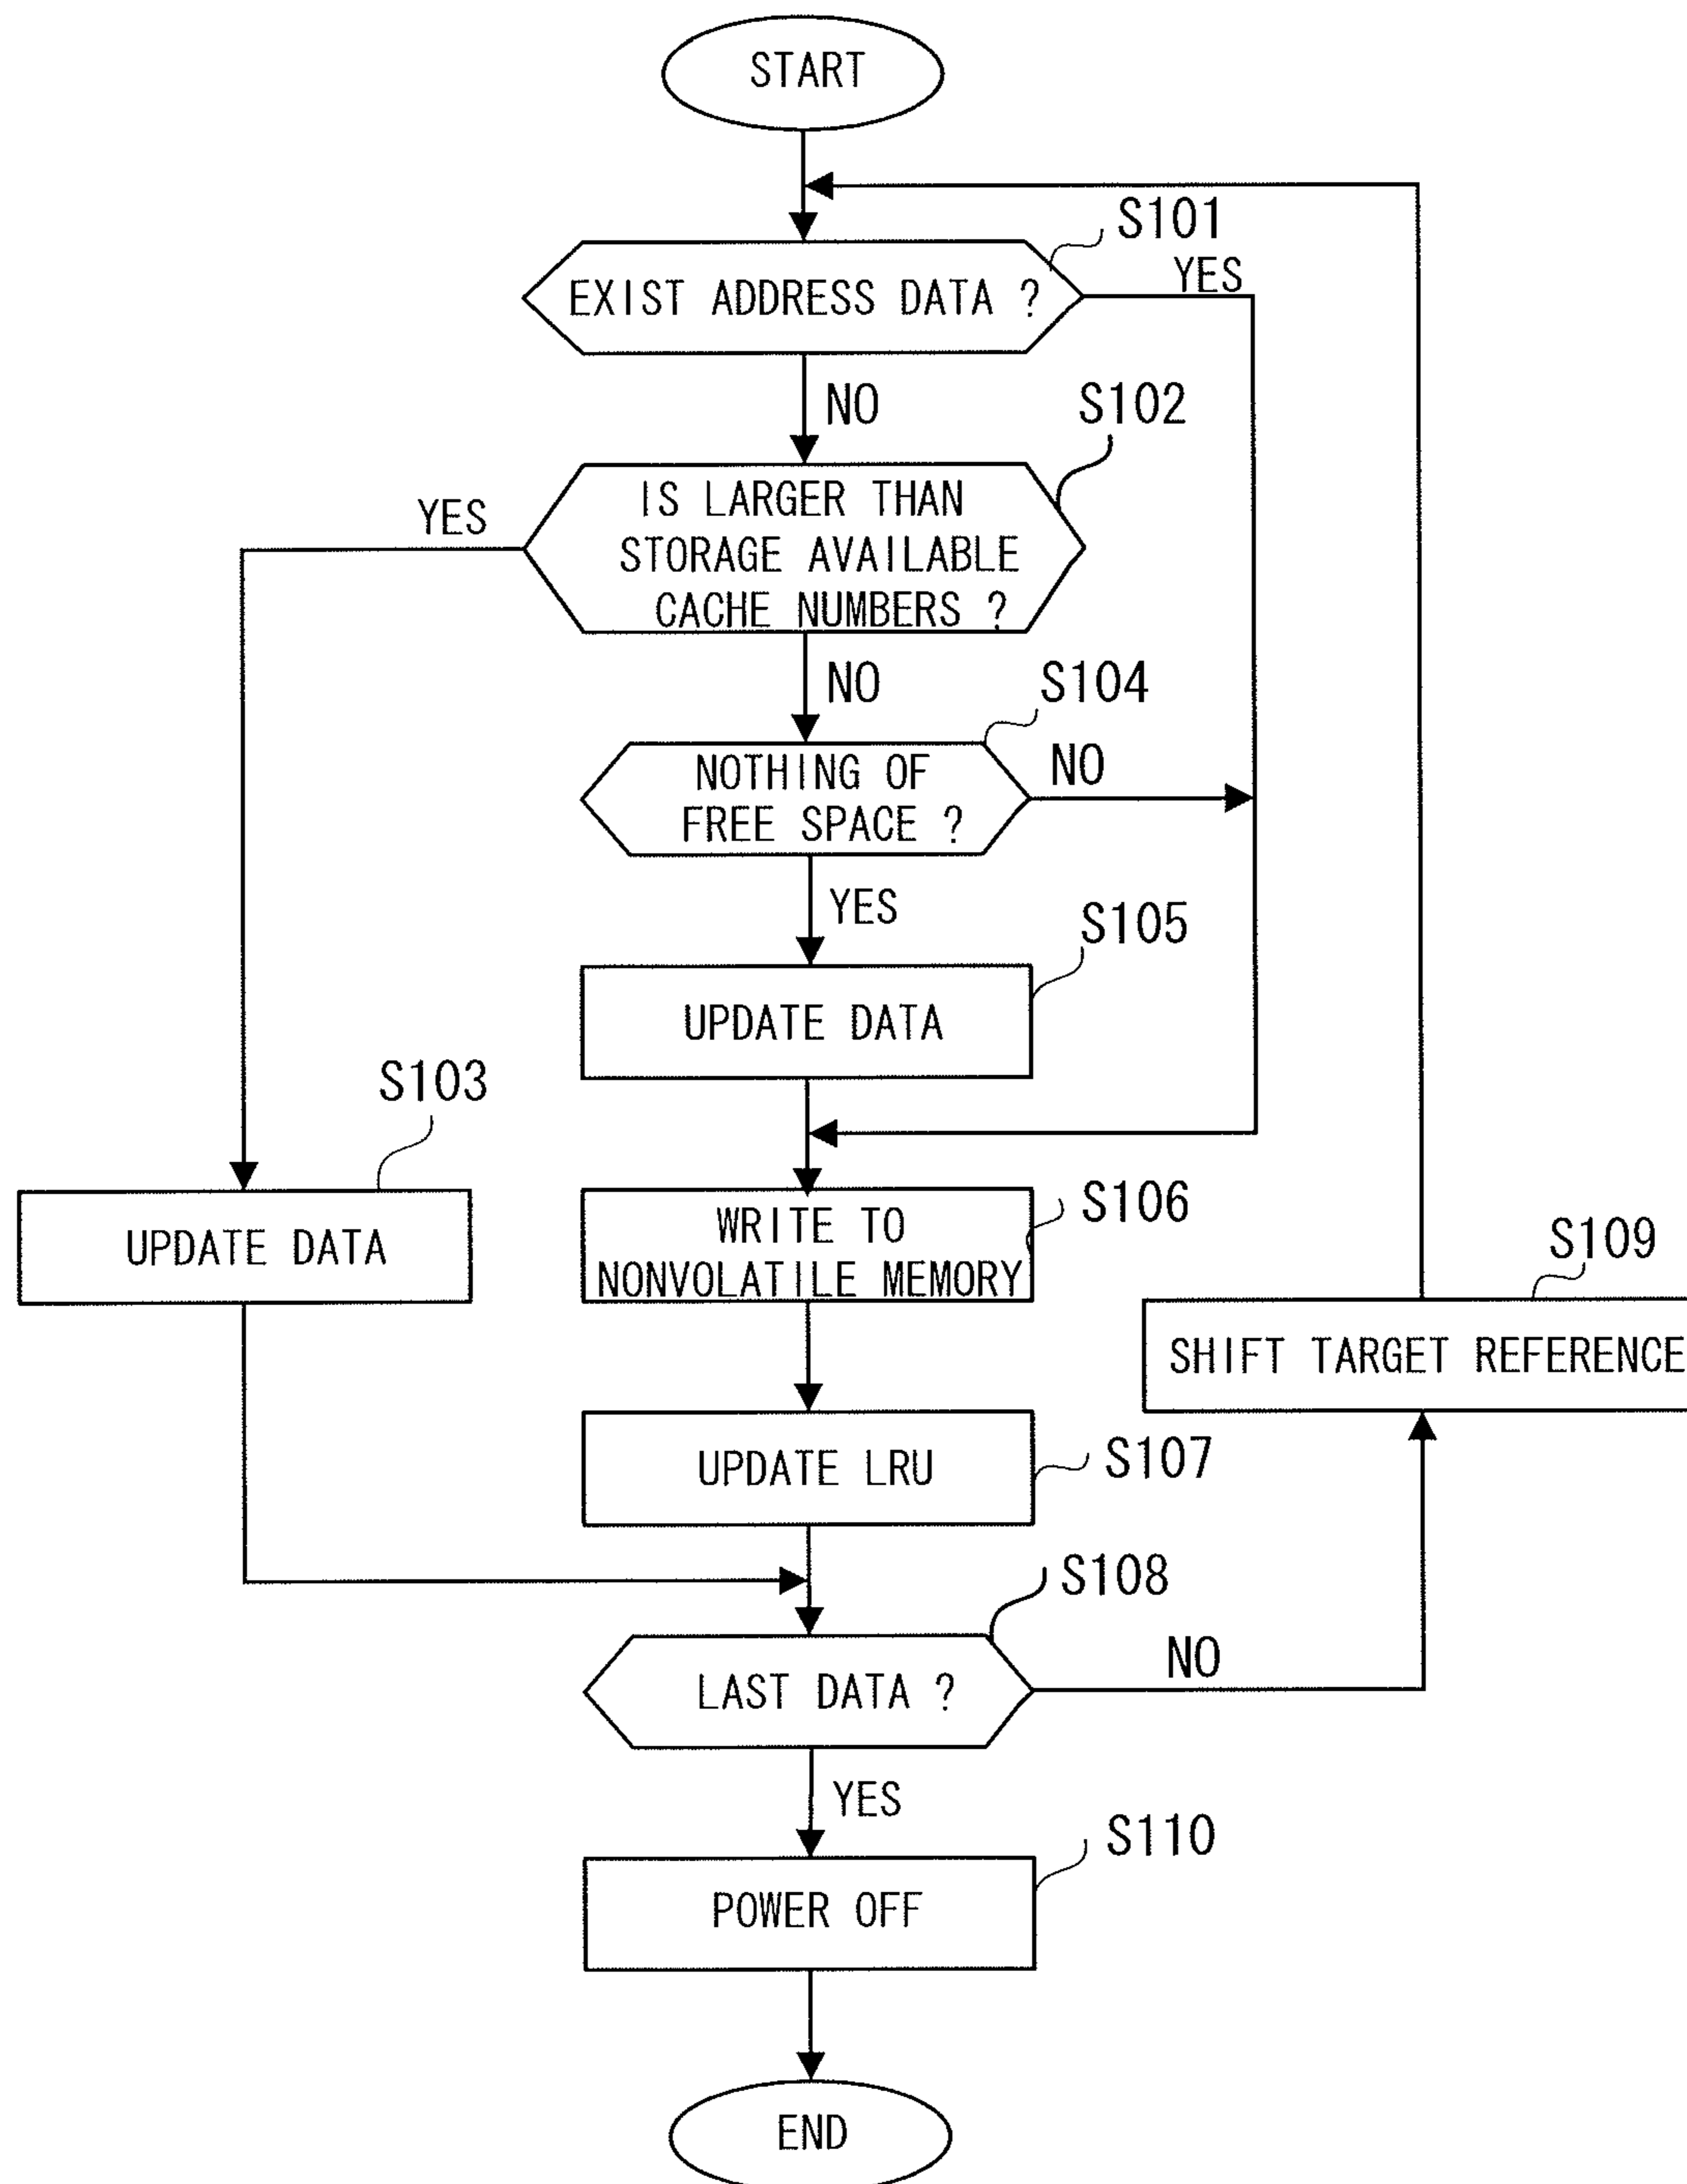 START
S101
EXIST ADDRESS DATA ?
YES
NO
S102
IS LARGER THAN
STORAGE AVAILABLE
CACHE NUMBERS ?
YES
NO
S104
NOTHING OF
FREE SPACE ?
NO
YES
S105
UPDATE DATA
S103
UPDATE DATA
S106
WRITE TO
NONVOLATILE MEMORY
S109
SHIFT TARGET REFERENCE
UPDATE LRU
S107
S108
LAST DATA ?
NO
YES
S110
POWER OFF
END